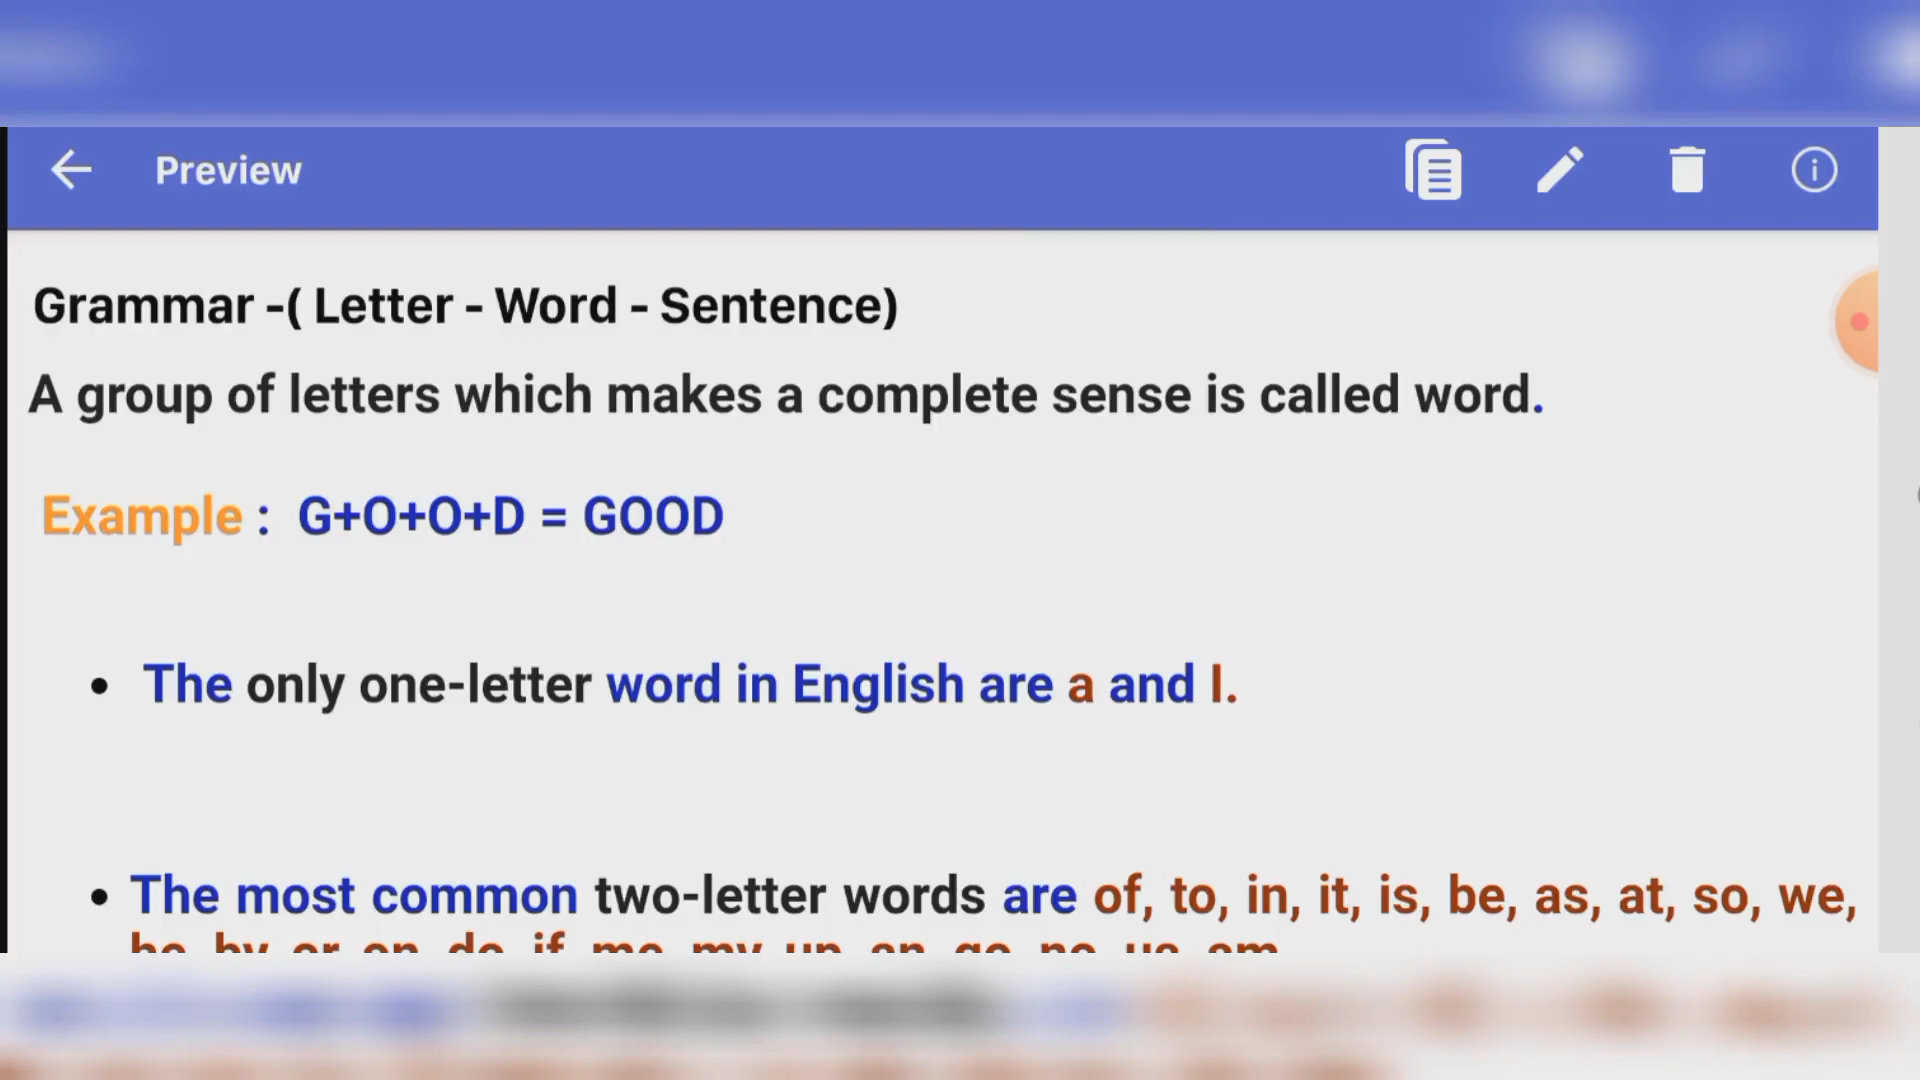 Preview
Grammar -( Letter - Word - Sentence)
A group of letters which makes a complete sense is called word.
Example : G+O+O+D = GOOD
• The only one-letter word in English are a and I.
• The most common two-letter words are of, to, in, it, is, be, as, at, so, we,